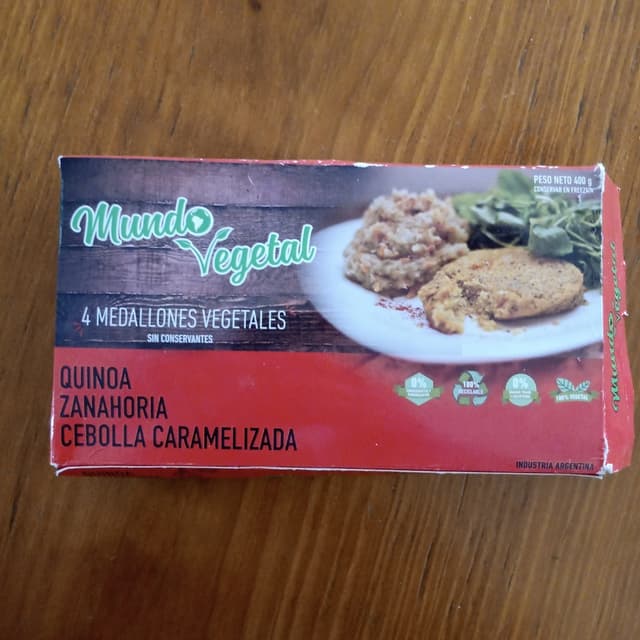 Mundo
Vegetal
PESO NETO 400 g
CONSERVAR EN FREEZER
4 MEDALLONES VEGETALES
SIN CONSERVANTES
QUINOA
ZANAHORIA
CEBOLLA CARAMELIZADA
0%
100%
RECICLABLE
0%
100% VEGETAL
INDUSTRIA ARGENTINA
Mundo Vegetal